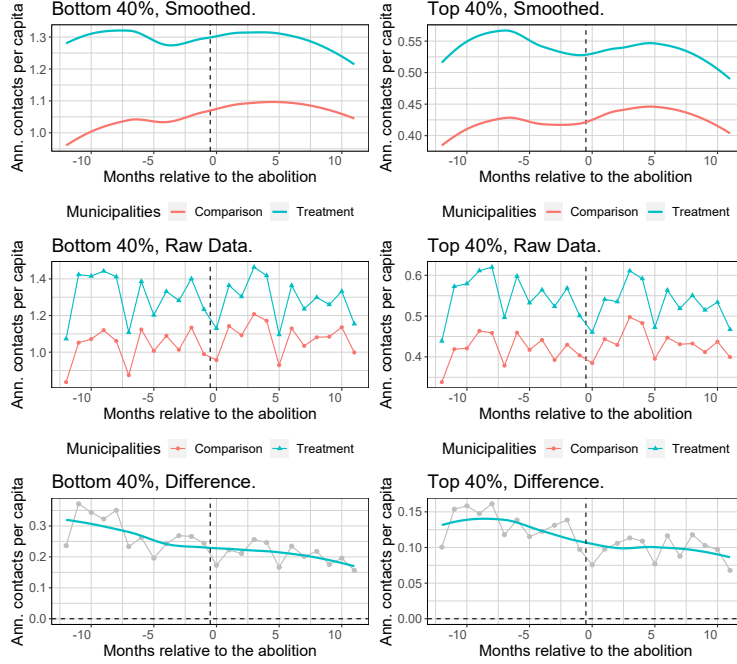 Bottom 40%, Smoothed.
Ann. contacts per capita
1.3
1.2
1.1
1.0
-10 -5 0 5 10
Months relative to the abolition
Municipalities Comparison Treatment
Top 40%, Smoothed.
Ann. contacts per capita
0.55
0.50
0.45
0.40
-10 -5 0 5 10
Months relative to the abolition
Municipalities Comparison Treatment
Bottom 40%, Raw Data.
Ann. contacts per capita
1.4
1.2
1.0
-10 -5 0 5 10
Months relative to the abolition
Municipalities Comparison Treatment
Top 40%, Raw Data.
Ann. contacts per capita
0.6
0.5
0.4
-10 -5 0 5 10
Months relative to the abolition
Municipalities Comparison Treatment
Bottom 40%, Difference.
Ann. contacts per capita
0.3
0.2
0.1
0.0
-10 -5 0 5 10
Months relative to the abolition
Top 40%, Difference.
Ann. contacts per capita
0.15
0.10
0.05
0.00
-10 -5 0 5 10
Months relative to the abolition